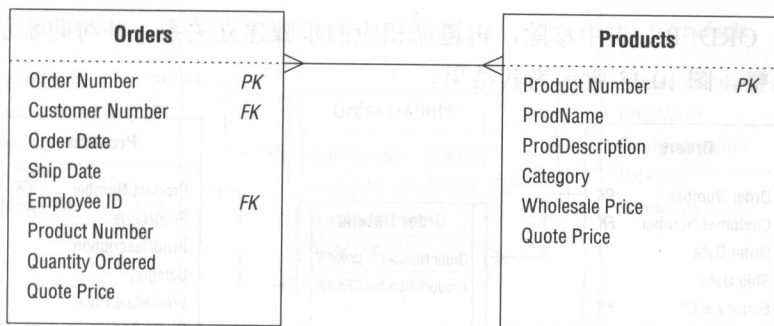 Orders
Order Number PK
Customer Number FK
Order Date
Ship Date
Employee ID FK
Product Number
Quantity Ordered
Quote Price
Products
Product Number PK
ProdName
ProdDescription
Category
Wholesale Price
Quote Price